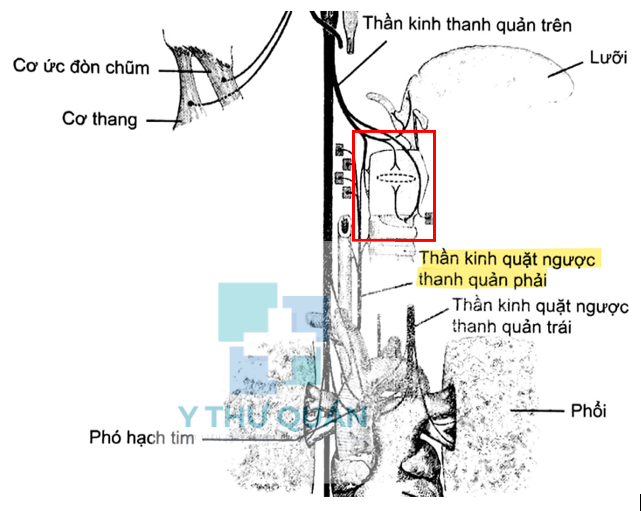 Thần kinh thanh quản trên
Cơ ức đòn chũm
Lưỡi
Cơ thang
Thần kinh quặt ngược
thanh quản phải
Thần kinh quặt ngược
thanh quản trái
Y THƯ QUÁN
Phổi
Phó hạch tim